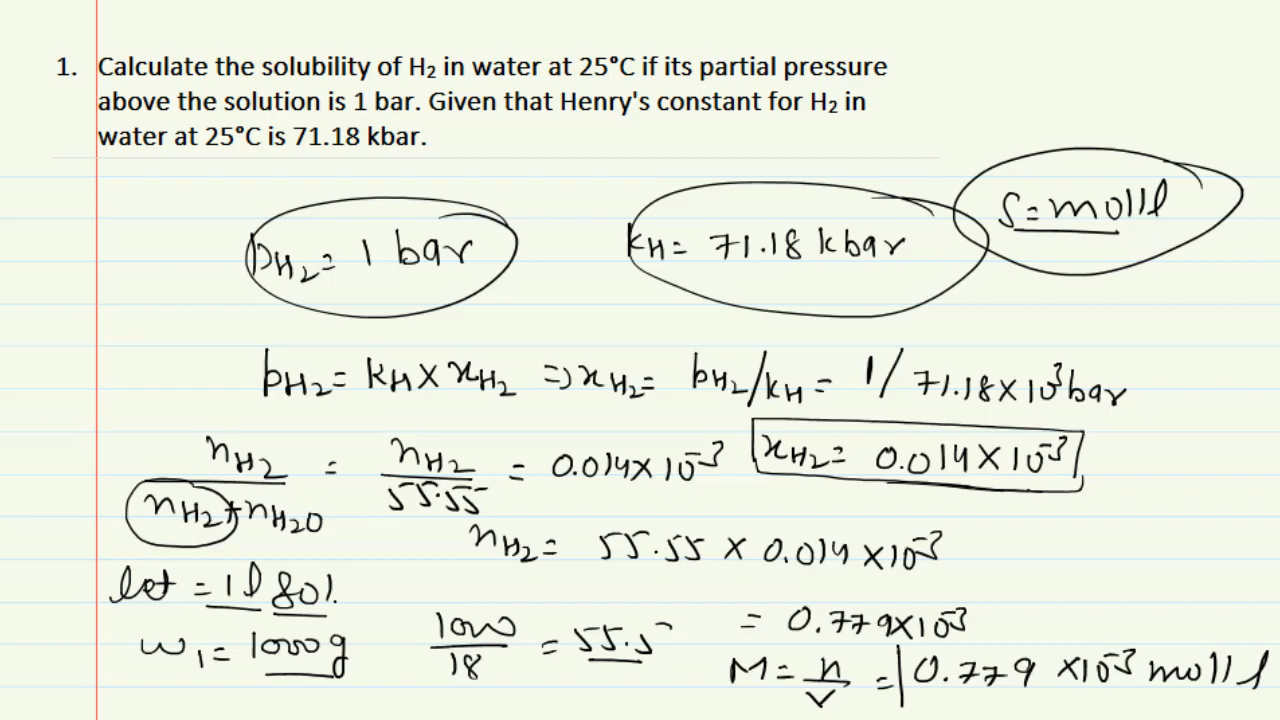 1. Calculate the solubility of H₂ in water at 25°C if its partial pressure
above the solution is 1 bar. Given that Henry's constant for H₂ in
water at 25°C is 71.18 kbar.
S = mol/l
pH₂ = 1 bar KH = 71.18 kbar
pH₂ = KH × xH₂ ⇒ xH₂ = pH₂/KH = 1/71.18×10³ bar
nH₂/(nH₂ + nH₂O) = nH₂/55.55 = 0.014×10⁻³ xH₂ = 0.014×10⁻³
nH₂ = 55.55 × 0.014×10⁻³
let = 1l sol.
= 0.779×10⁻³
w₁ = 1000g 1000/18 = 55.5
M = n/V = 0.779×10⁻³ mol/l